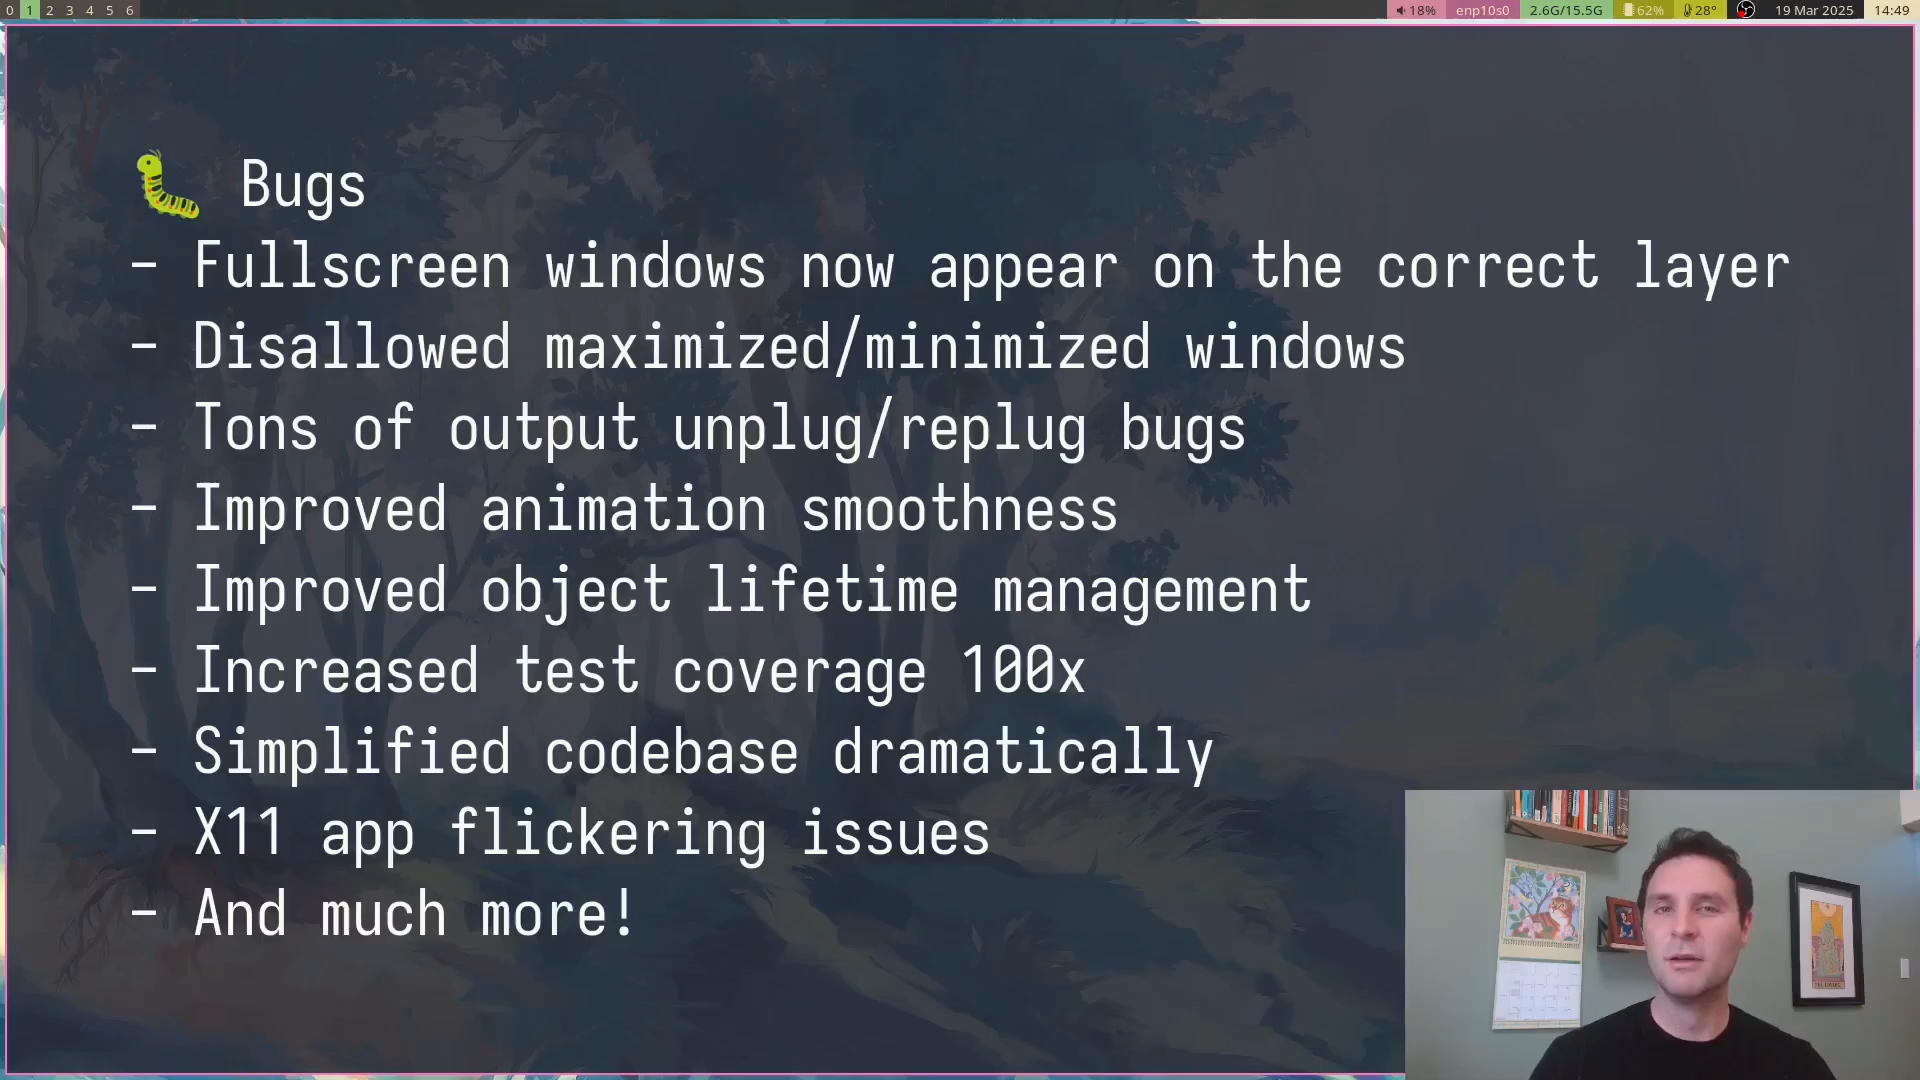 0 1 2 3 4 5 6
18% enp10s0 2.6G/15.5G 62% 28° 19 Mar 2025 14:49
🐛 Bugs
- Fullscreen windows now appear on the correct layer
- Disallowed maximized/minimized windows
- Tons of output unplug/replug bugs
- Improved animation smoothness
- Improved object lifetime management
- Increased test coverage 100x
- Simplified codebase dramatically
- X11 app flickering issues
- And much more!